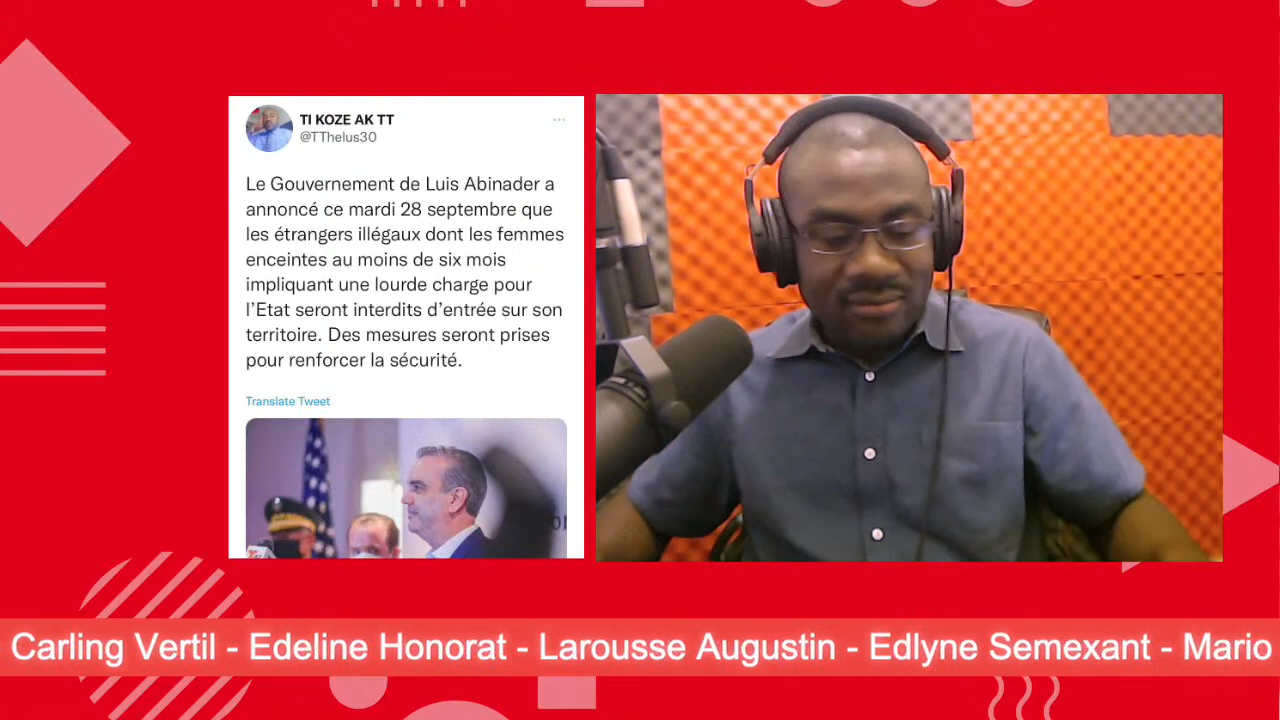 TI KOZE AK TT
@TThelus30
Le Gouvernement de Luis Abinader a
annoncé ce mardi 28 septembre que
les étrangers illégaux dont les femmes
enceintes au moins de six mois
impliquant une lourde charge pour
l'Etat seront interdits d'entrée sur son
territoire. Des mesures seront prises
pour renforcer la sécurité.
Translate Tweet
Carling Vertil - Edeline Honorat - Larousse Augustin - Edlyne Semexant - Mario